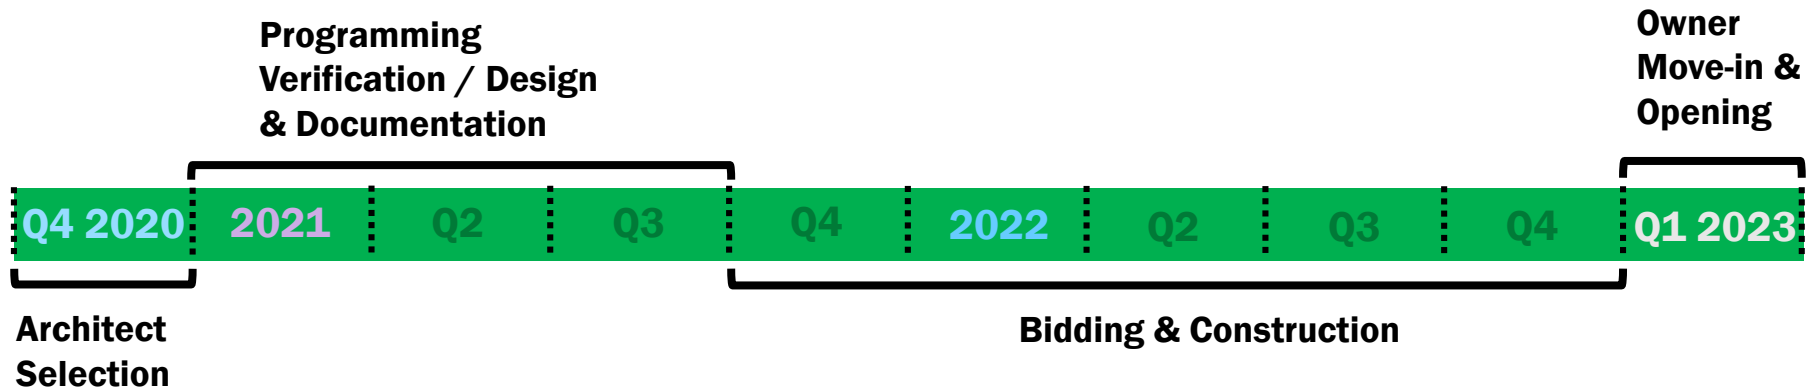 Programming
Verification / Design
& Documentation
Owner
Move-in &
Opening
Q4 2020 2021 Q2 Q3 Q4 2022 Q2 Q3 Q4 Q1 2023
Architect
Selection
Bidding & Construction